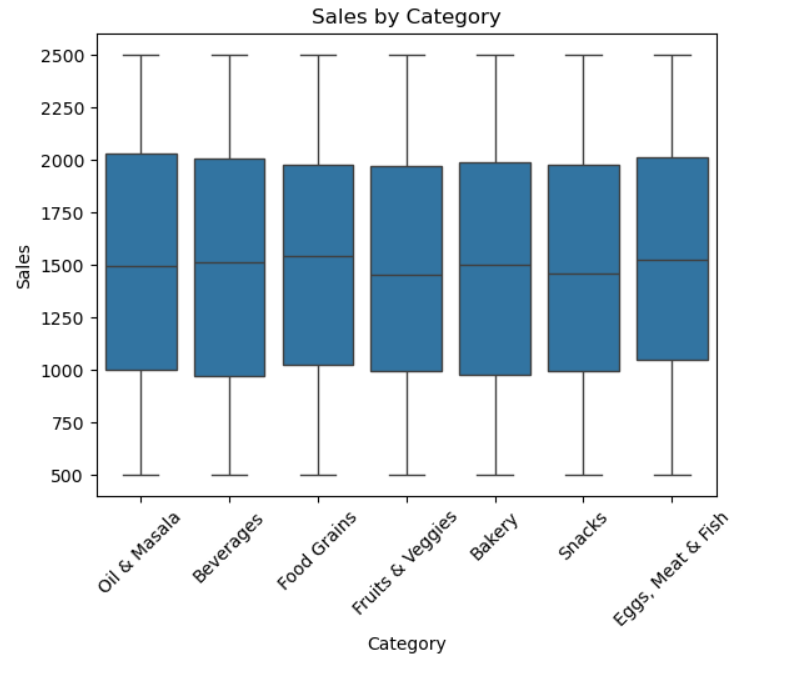 Sales by Category
Sales
2500
2250
2000
1750
1500
1250
1000
750
500
Oil & Masala
Beverages
Food Grains
Fruits & Veggies
Bakery
Snacks
Eggs, Meat & Fish
Category